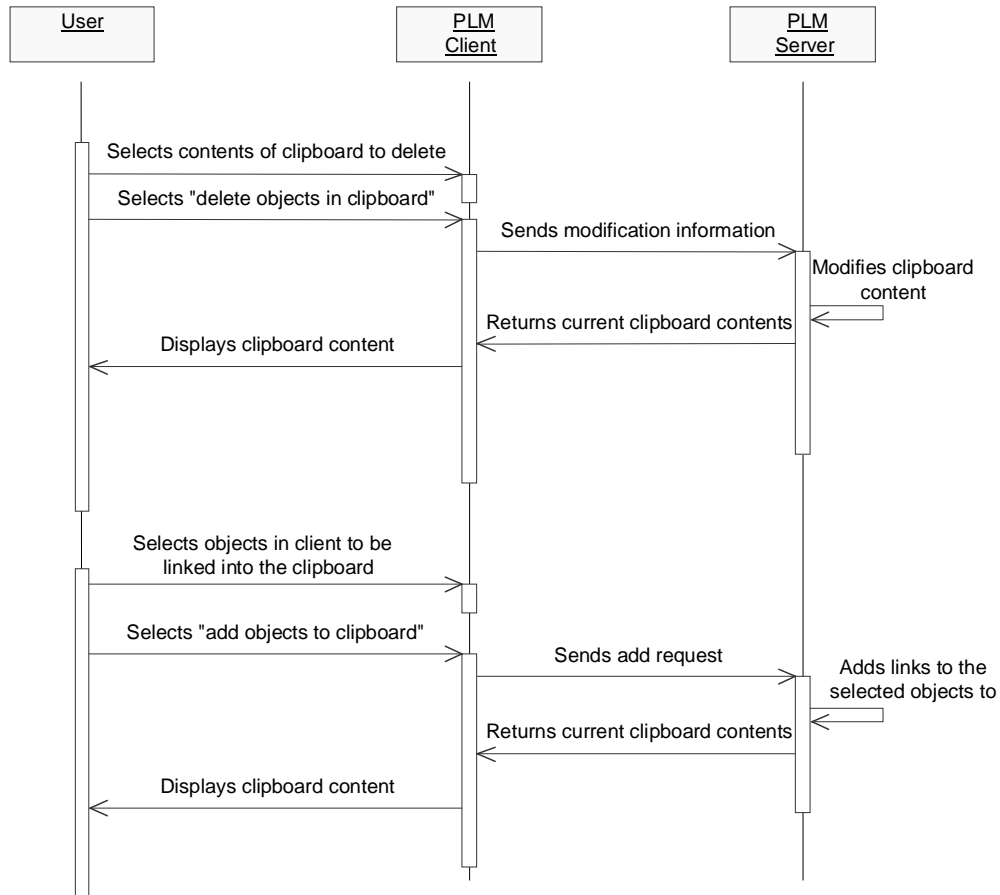 User
PLM
Client
PLM
Server
Selects contents of clipboard to delete
Selects "delete objects in clipboard"
Sends modification information
Modifies clipboard
content
Returns current clipboard contents
Displays clipboard content
Selects objects in client to be
linked into the clipboard
Selects "add objects to clipboard"
Sends add request
Adds links to the
selected objects to
Returns current clipboard contents
Displays clipboard content